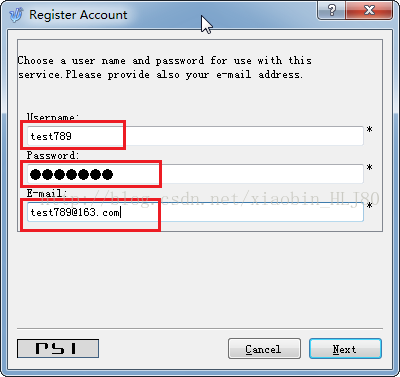 Register Account
Choose a user name and password for use with this
service.Please provide also your e-mail address.
Username:
test789 *
Password:
●●●●●●● *
E-mail:
http://blog.csdn.net/xiaobin_HLJ80
test789@163.com *
PSI
Cancel
Next